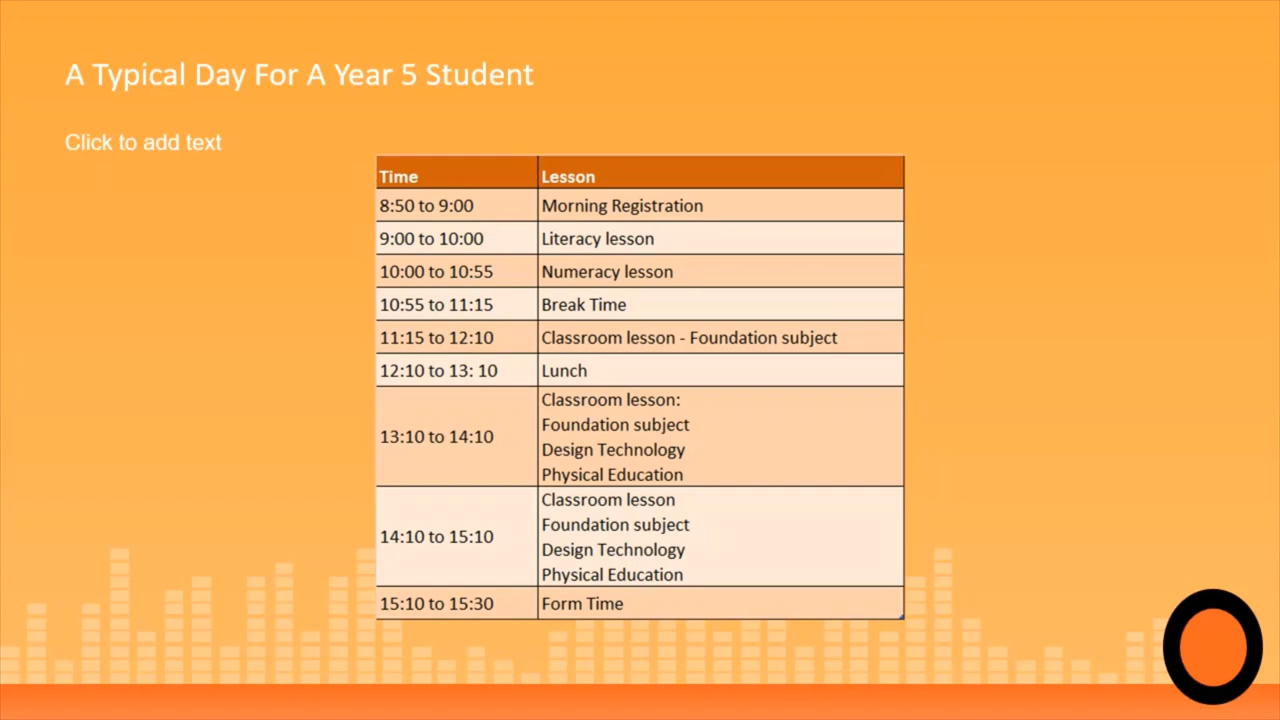 A Typical Day For A Year 5 Student
Click to add text
Time Lesson
8:50 to 9:00 Morning Registration
9:00 to 10:00 Literacy lesson
10:00 to 10:55 Numeracy lesson
10:55 to 11:15 Break Time
11:15 to 12:10 Classroom lesson - Foundation subject
12:10 to 13: 10 Lunch
13:10 to 14:10 Classroom lesson:
Foundation subject
Design Technology
Physical Education
14:10 to 15:10 Classroom lesson
Foundation subject
Design Technology
Physical Education
15:10 to 15:30 Form Time